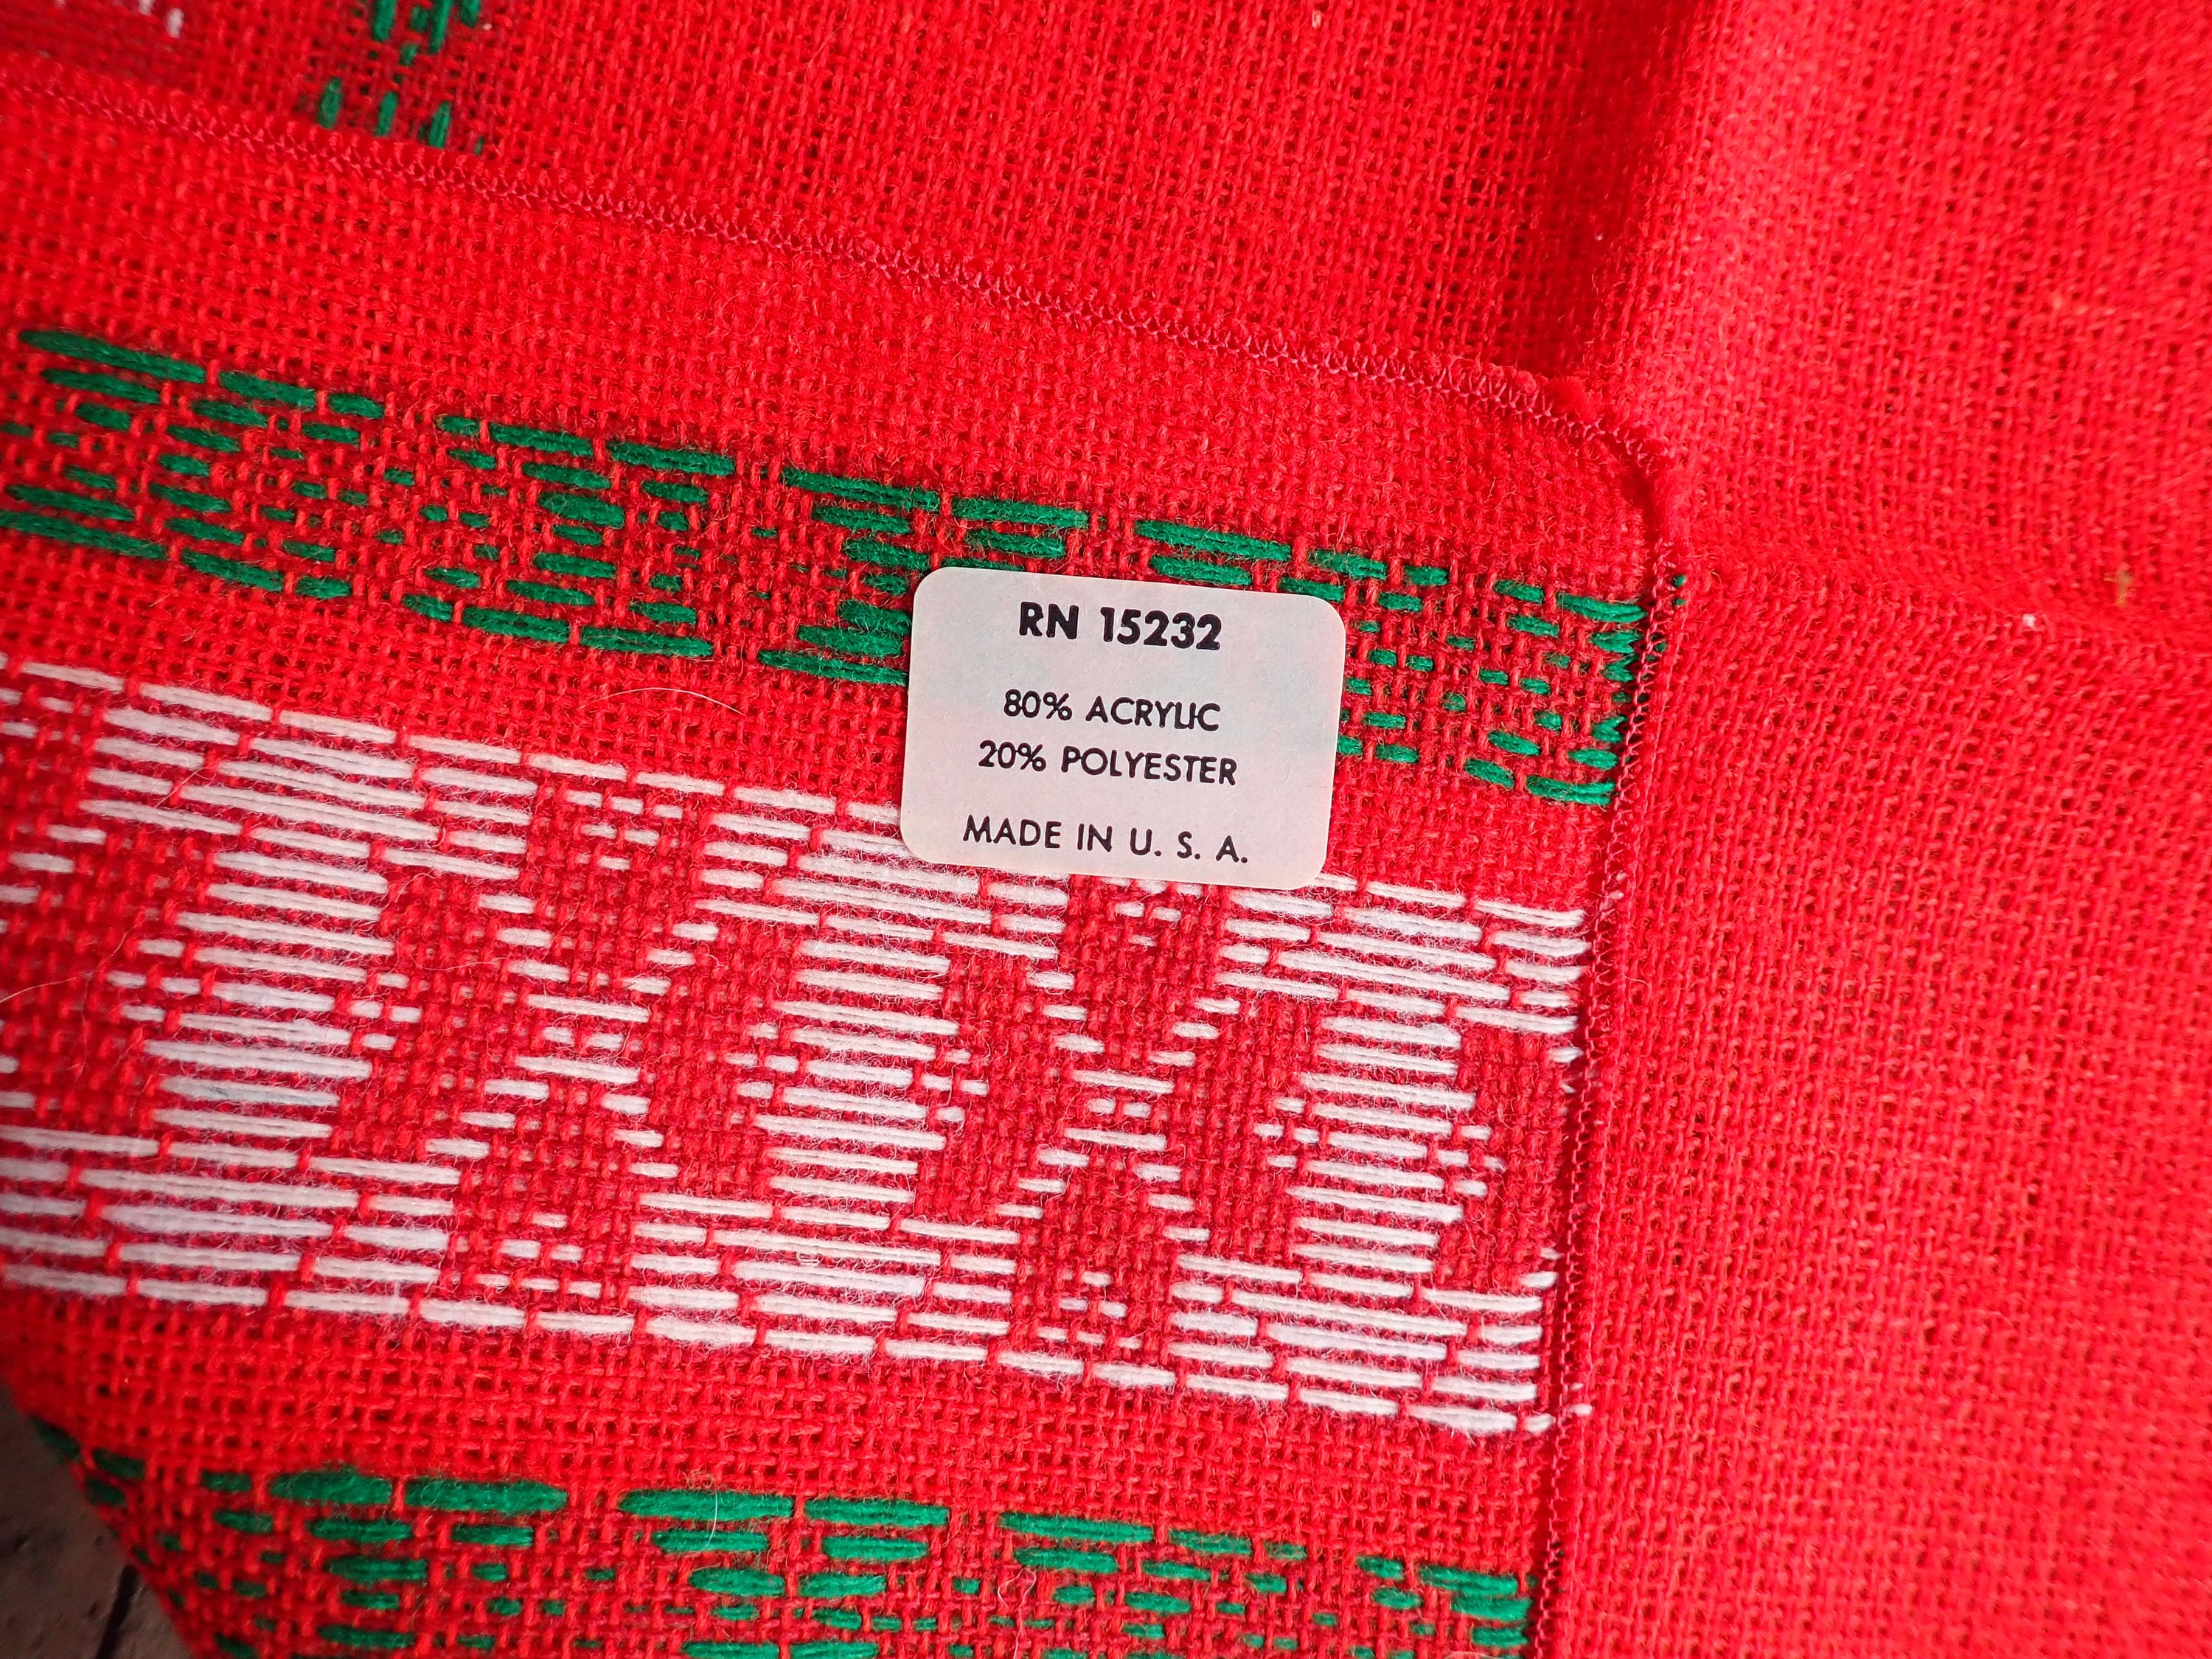 RN 15232
80% ACRYLIC
20% POLYESTER
MADE IN U. S. A.